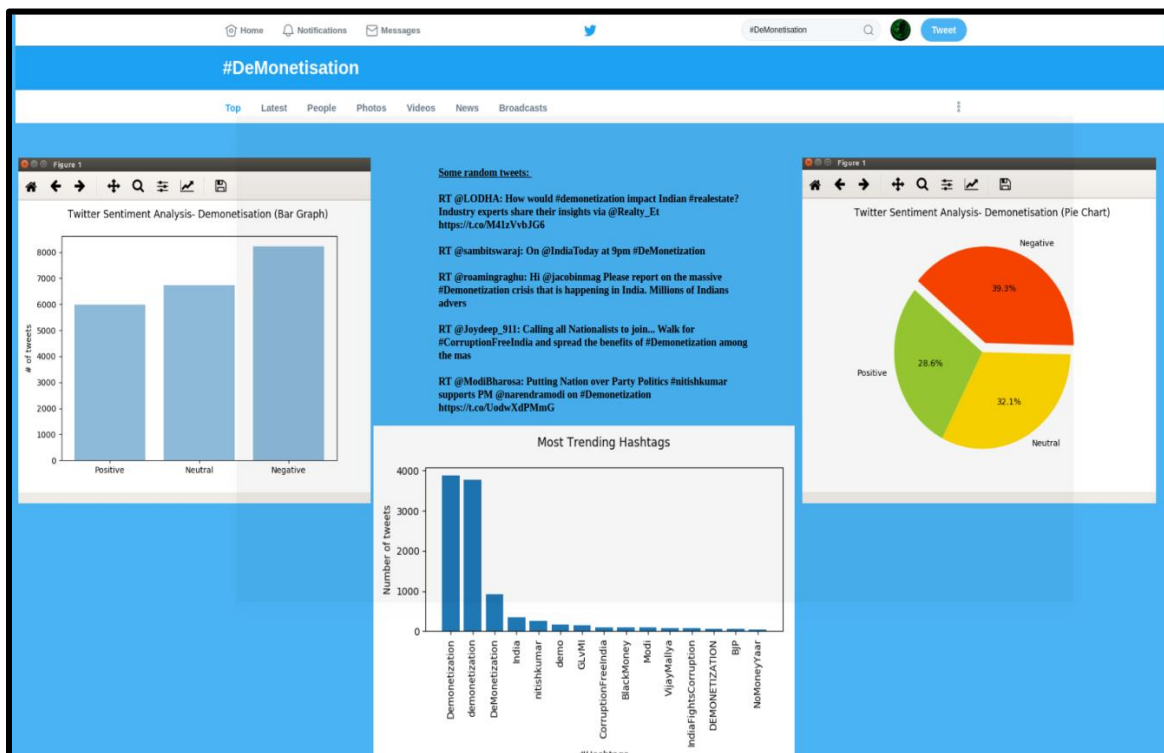 Home Notifications Messages #DeMonetisation Tweet
#DeMonetisation
Top Latest People Photos Videos News Broadcasts
Figure 1
Twitter Sentiment Analysis- Demonetisation (Bar Graph)
# of tweets
8000
7000
6000
5000
4000
3000
2000
1000
0
Positive Neutral Negative
Some random tweets:
RT @LODHA: How would #demonetization impact Indian #realestate?
Industry experts share their insights via @Realty_Et
https://t.co/M41zVvbJG6
RT @sambitswaraj: On @IndiaToday at 9pm #DeMonetization
RT @roamingraghu: Hi @jacobinmag Please report on the massive
#Demonetization crisis that is happening in India. Millions of Indians
advers
RT @Joydeep_911: Calling all Nationalists to join... Walk for
#CorruptionFreeIndia and spread the benefits of #Demonetization among
the mas
RT @ModiBharosa: Putting Nation over Party Politics #nitishkumar
supports PM @narendramodi on #Demonetization
https://t.co/UodwXdPMmG
Most Trending Hashtags
Number of tweets
4000
3000
2000
1000
0
Demonetization
demonetization
DeMonetization
India
nitishkumar
demo
GLvMI
CorruptionFreeIndia
BlackMoney
Modi
VijayMallya
IndiaFightsCorruption
DEMONETIZATION
BJP
NoMoneyYaar
Figure 1
Twitter Sentiment Analysis- Demonetisation (Pie Chart)
Negative
39.3%
Positive
28.6%
32.1%
Neutral